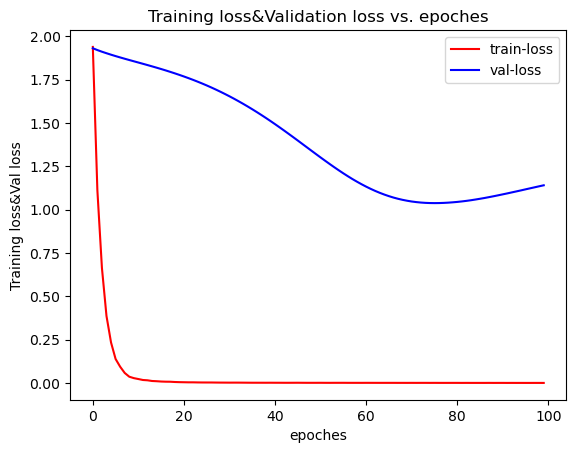 Training loss&Validation loss vs. epoches
train-loss
val-loss
Training loss&Val loss
2.00
1.75
1.50
1.25
1.00
0.75
0.50
0.25
0.00
0 20 40 60 80 100
epoches